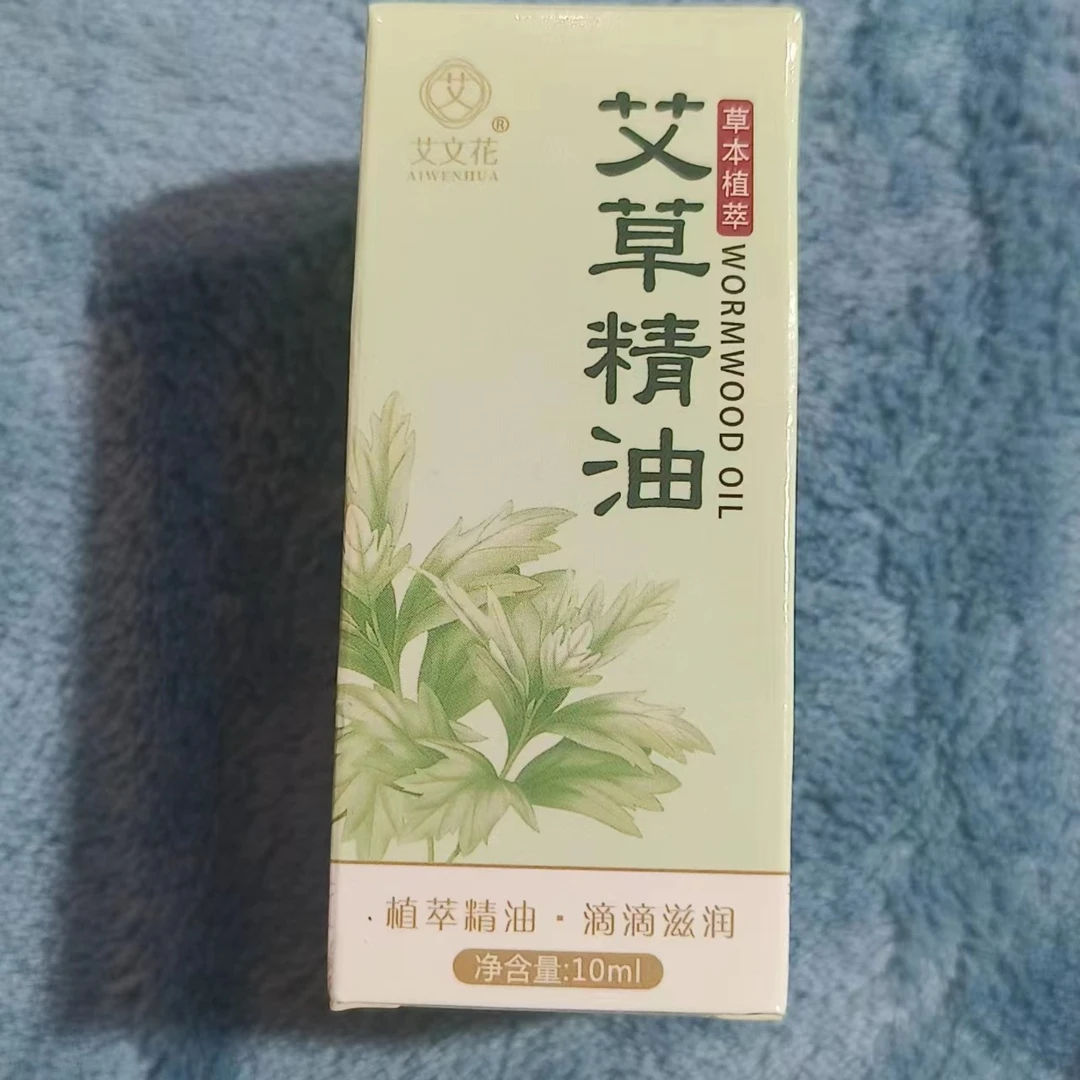 艾
艾文花®
AIWENHUA
艾草精油
草本植萃
WORMWOOD OIL
植萃精油·滴滴滋润
净含量:10ml